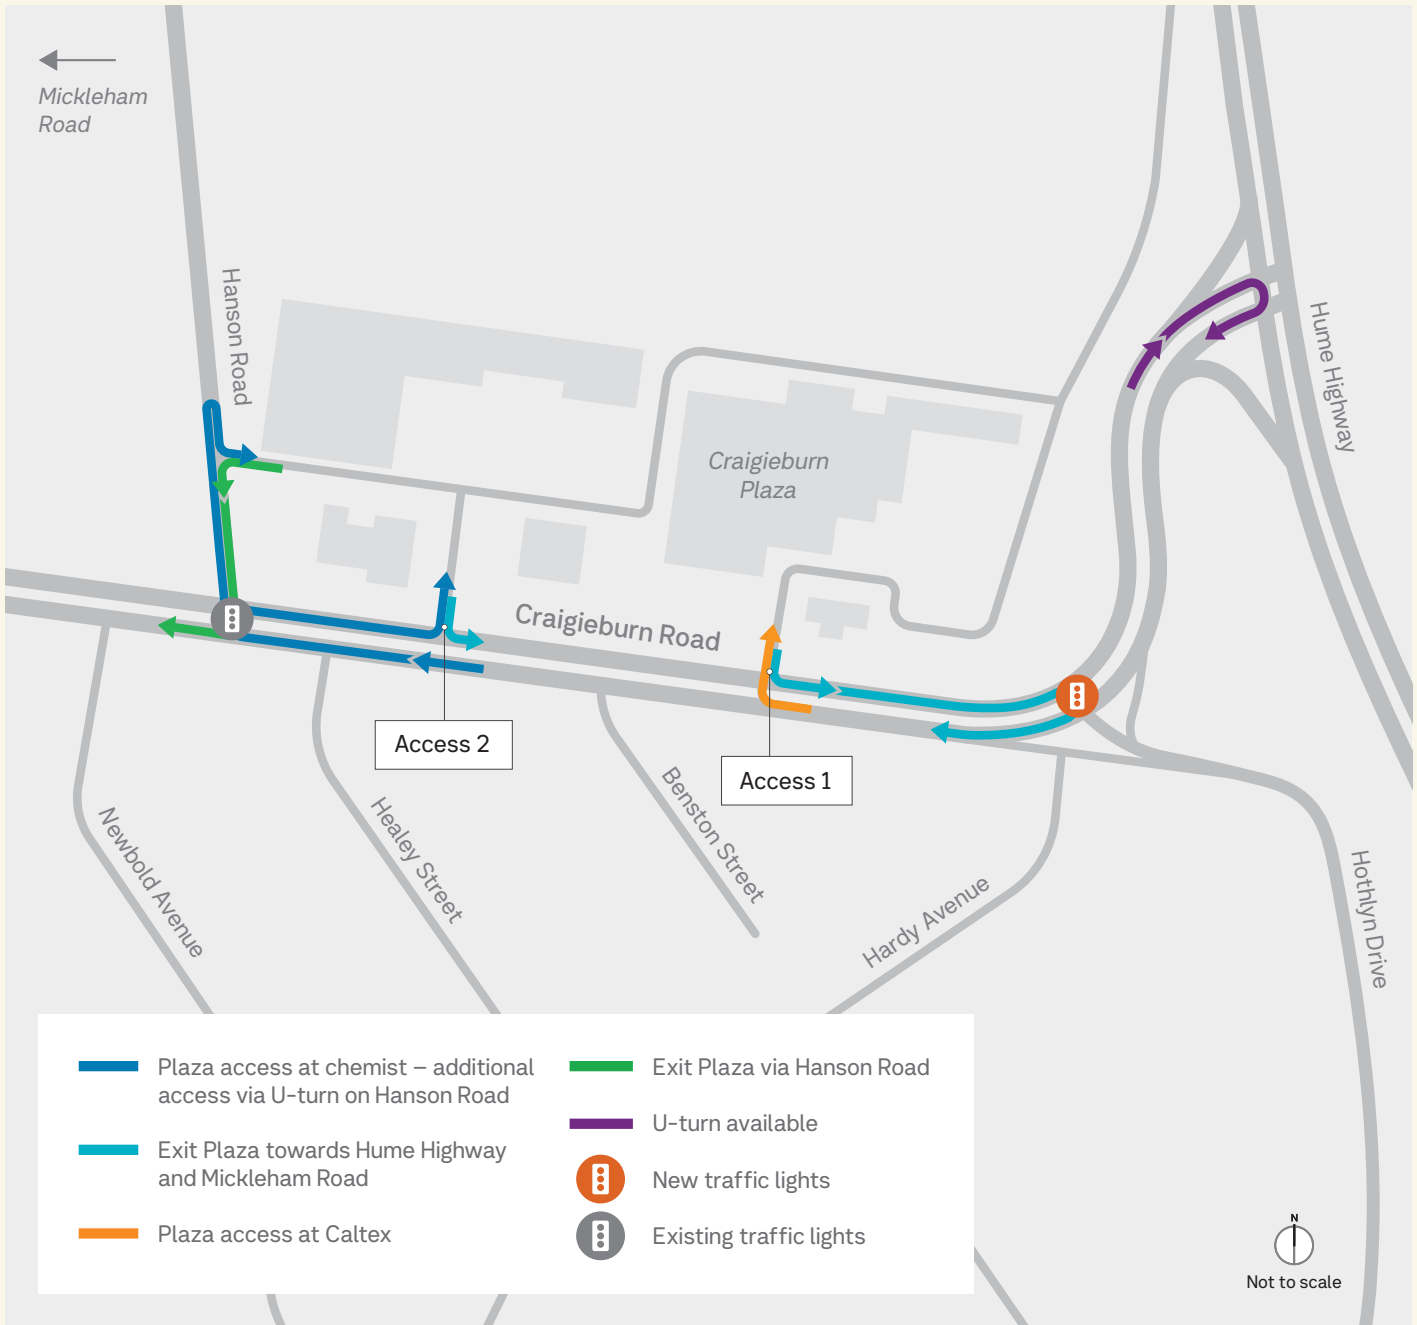 Mickleham
Road
Hanson Road
Hume Highway
Craigieburn
Plaza
Craigieburn Road
Access 2
Access 1
Newbold Avenue
Healey Street
Benston Street
Hardy Avenue
Hothlyn Drive
Plaza access at chemist – additional
access via U-turn on Hanson Road
Exit Plaza towards Hume Highway
and Mickleham Road
Plaza access at Caltex
Exit Plaza via Hanson Road
U-turn available
New traffic lights
Existing traffic lights
N
Not to scale